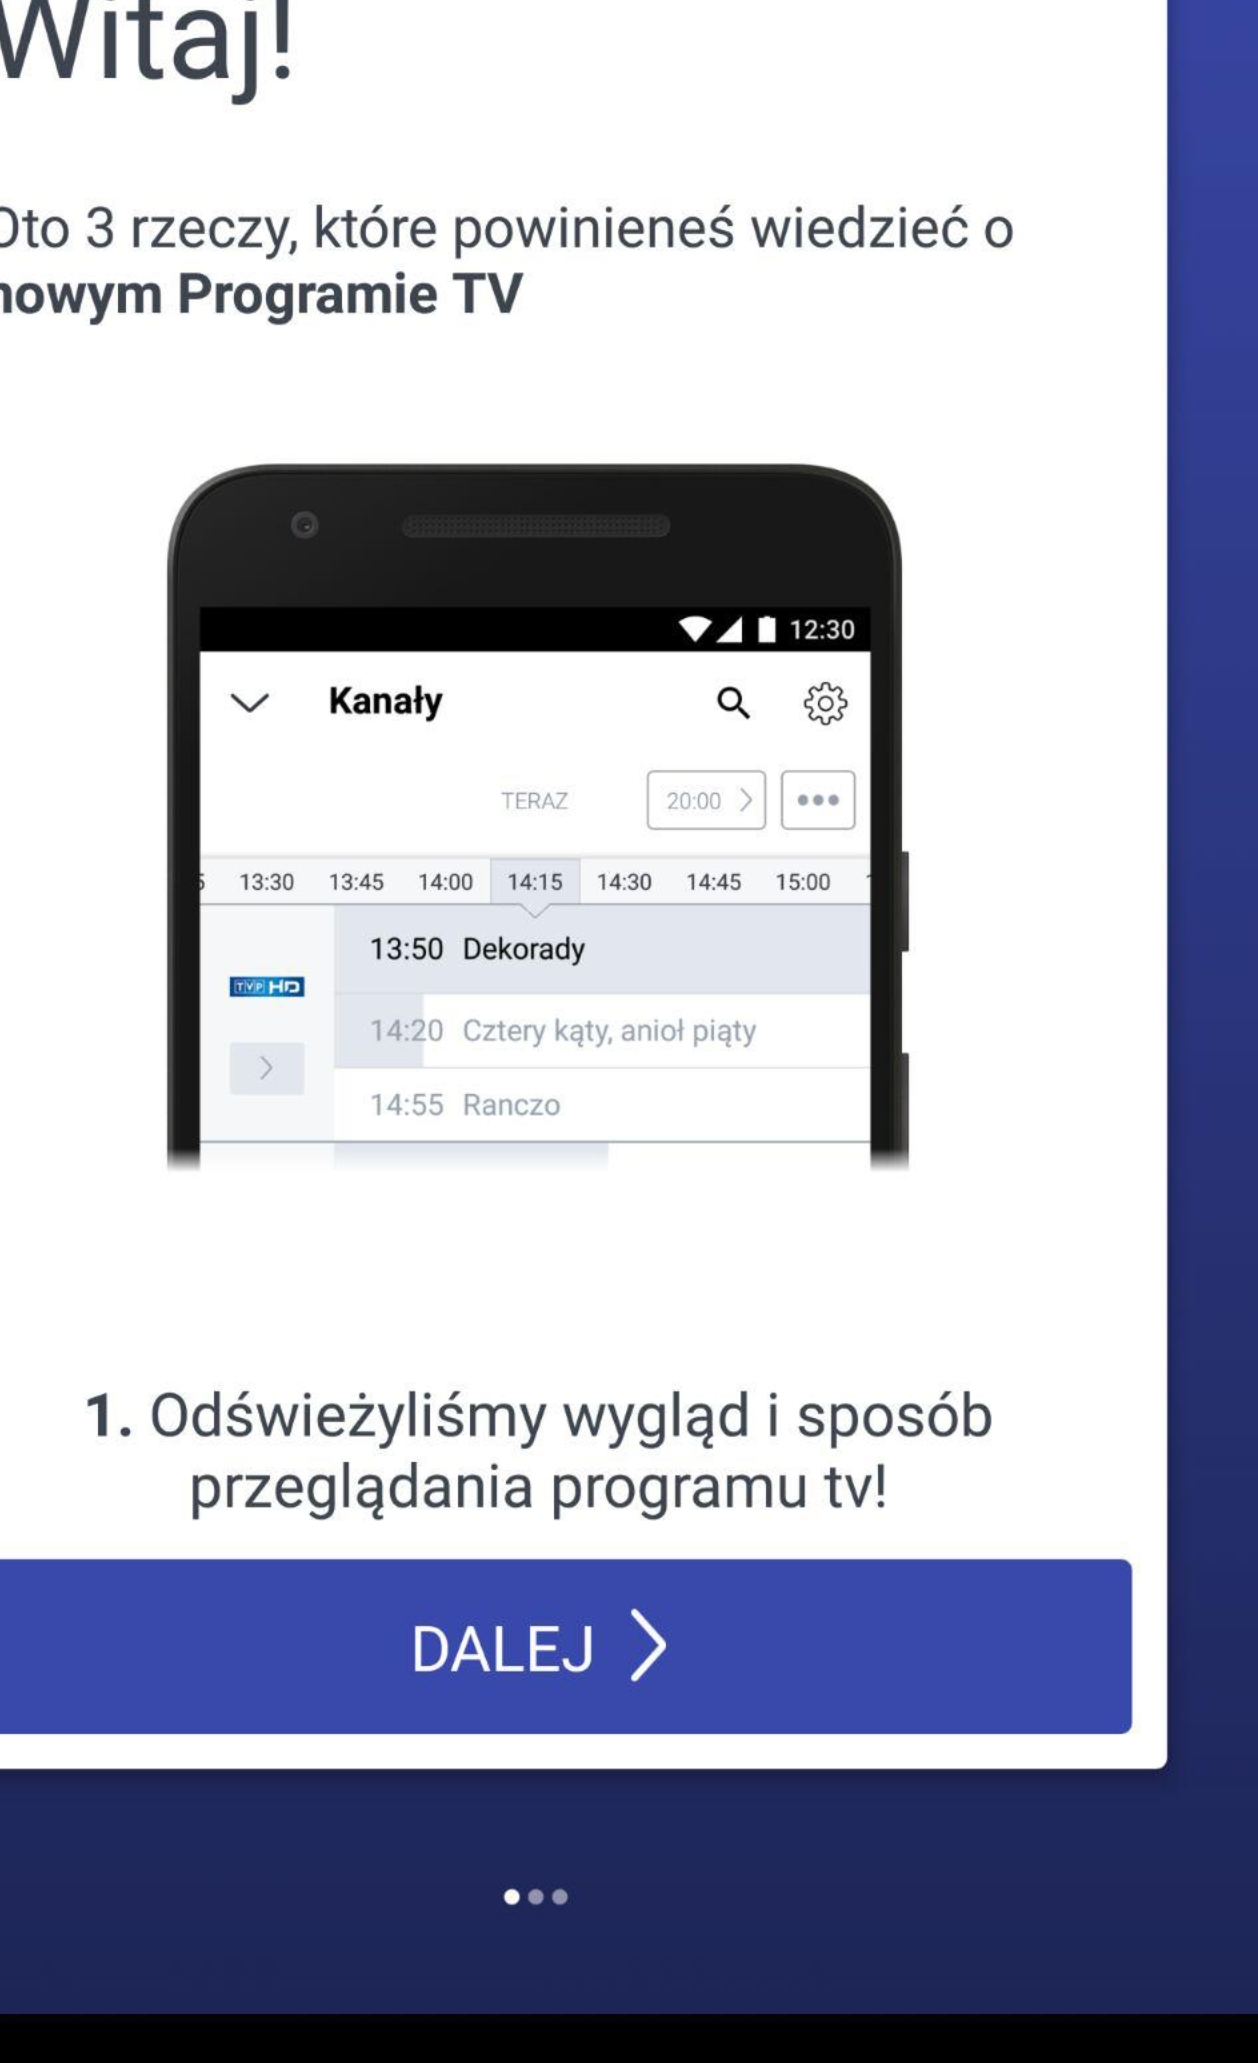 Witaj!
Oto 3 rzeczy, które powinieneś wiedzieć o
nowym Programie TV
12:30
Kanały
TERAZ 20:00
5 13:30 13:45 14:00 14:15 14:30 14:45 15:00
13:50 Dekorady
TVP HD
14:20 Cztery kąty, anioł piąty
14:55 Ranczo
1. Odświeżyliśmy wygląd i sposób
przeglądania programu tv!
DALEJ